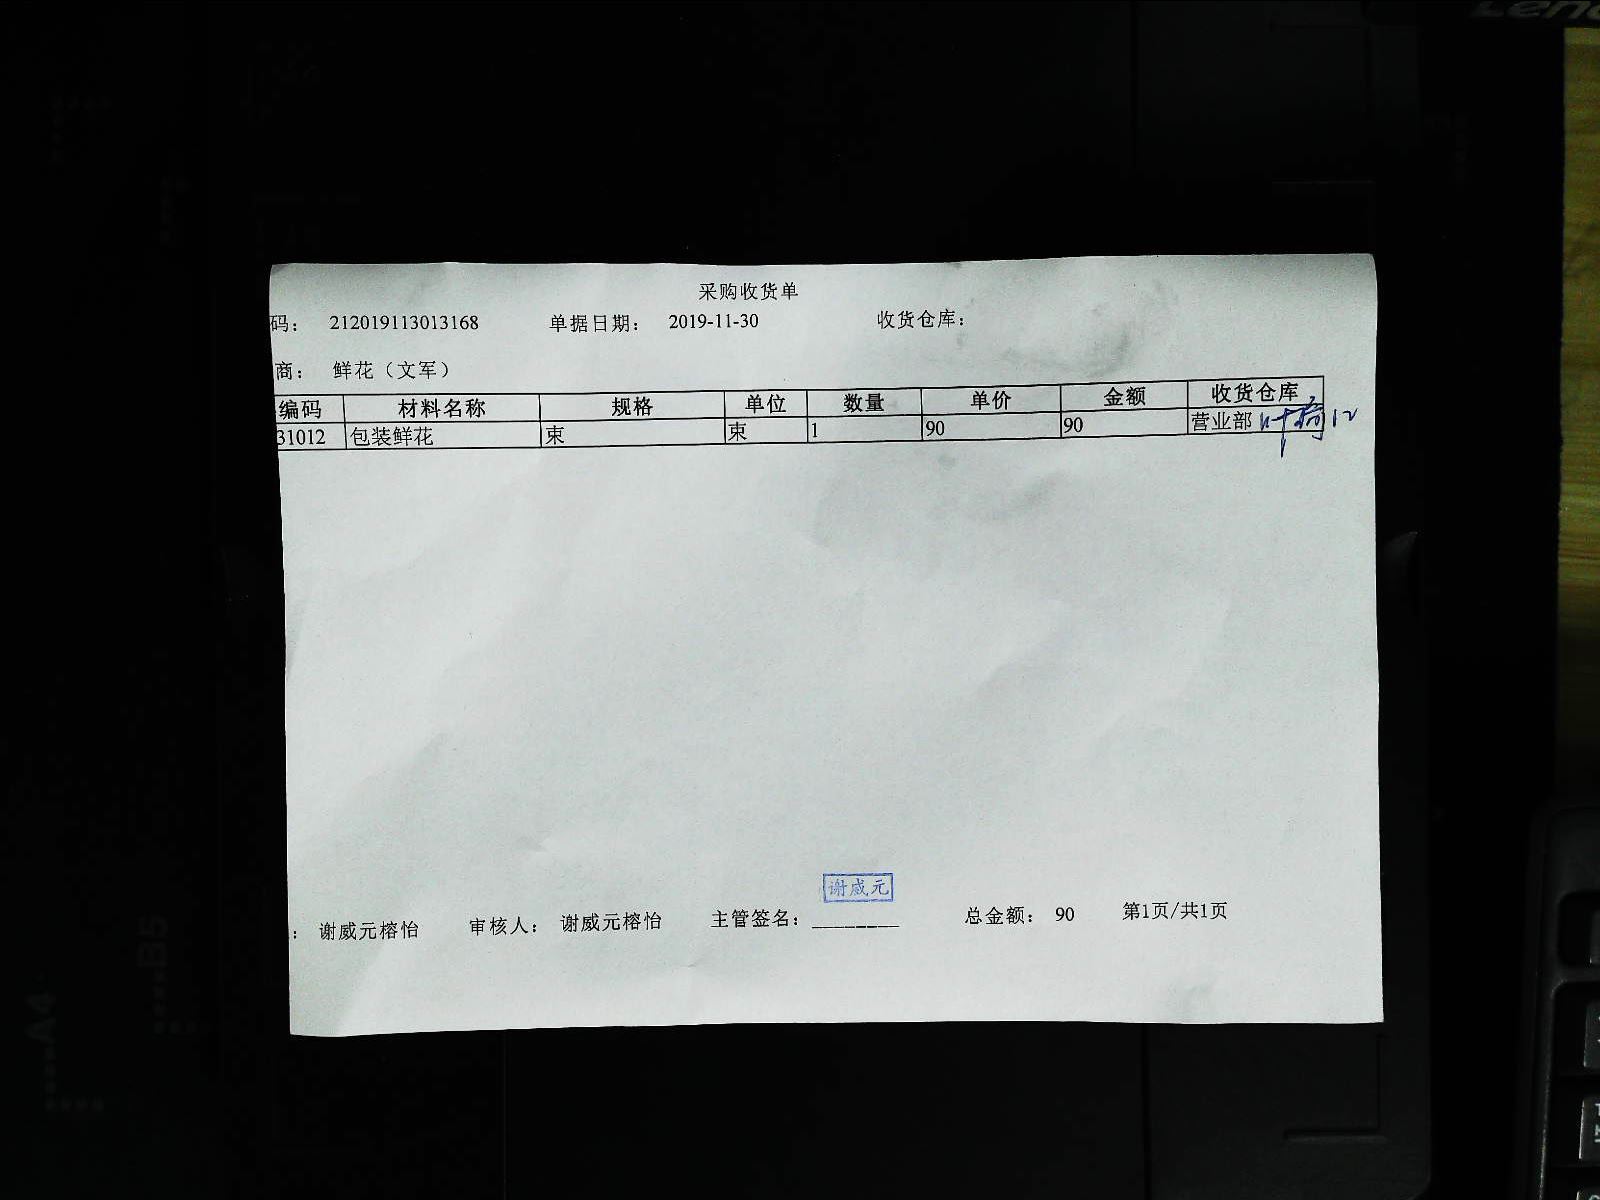 采购收货单
码： 212019113013168 单据日期： 2019-11-30 收货仓库：
商： 鲜花（文军）
编码 材料名称 规格 单位 数量 单价 金额 收货仓库
31012 包装鲜花 束 束 1 90 90 营业部
谢威元
： 谢威元榕怡 审核人： 谢威元榕怡 主管签名：________ 总金额： 90 第1页/共1页
A4
B5